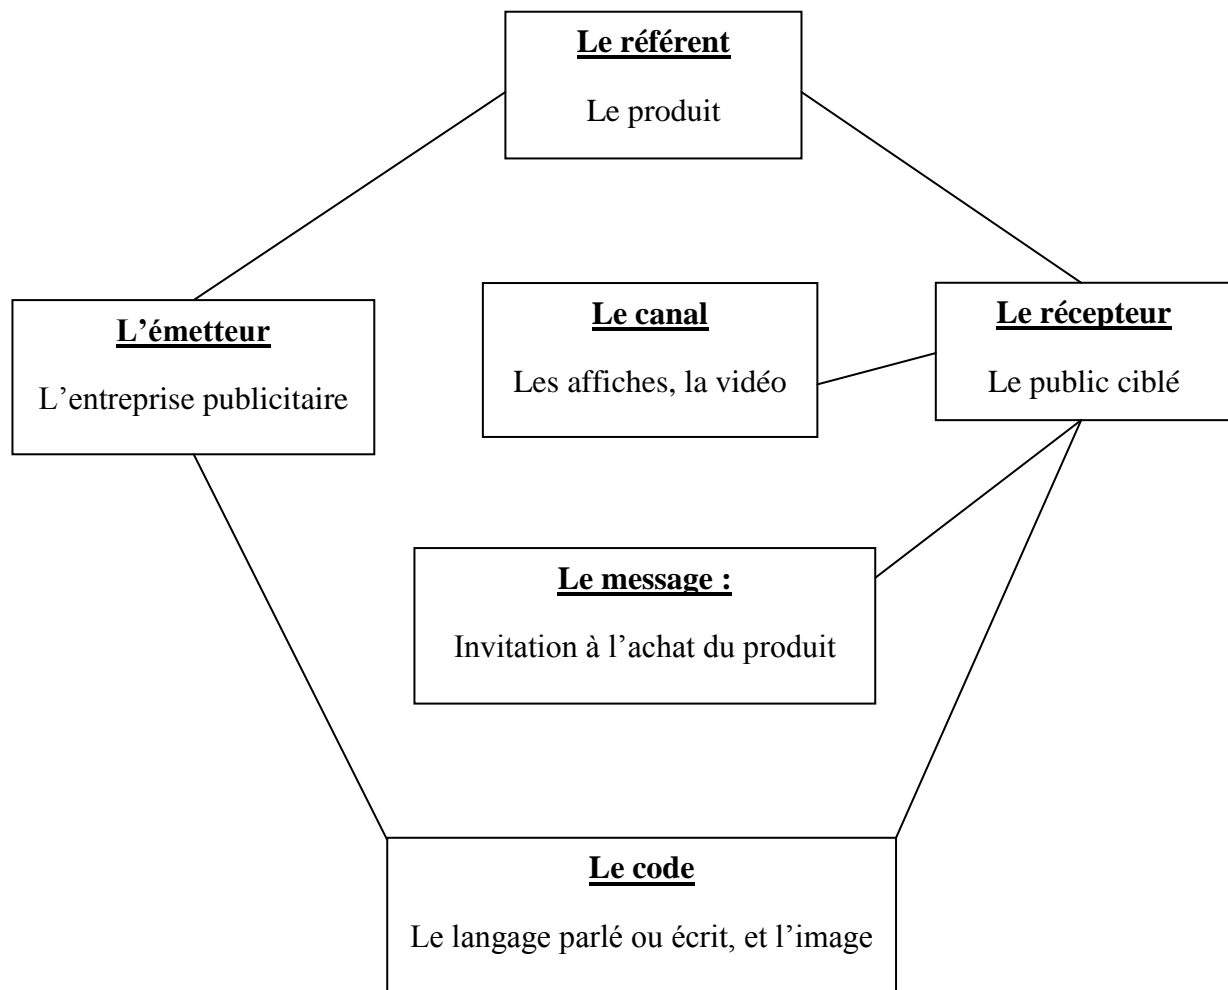 Le référent
Le produit
L’émetteur
L’entreprise publicitaire
Le canal
Les affiches, la vidéo
Le récepteur
Le public ciblé
Le message :
Invitation à l’achat du produit
Le code
Le langage parlé ou écrit, et l’image